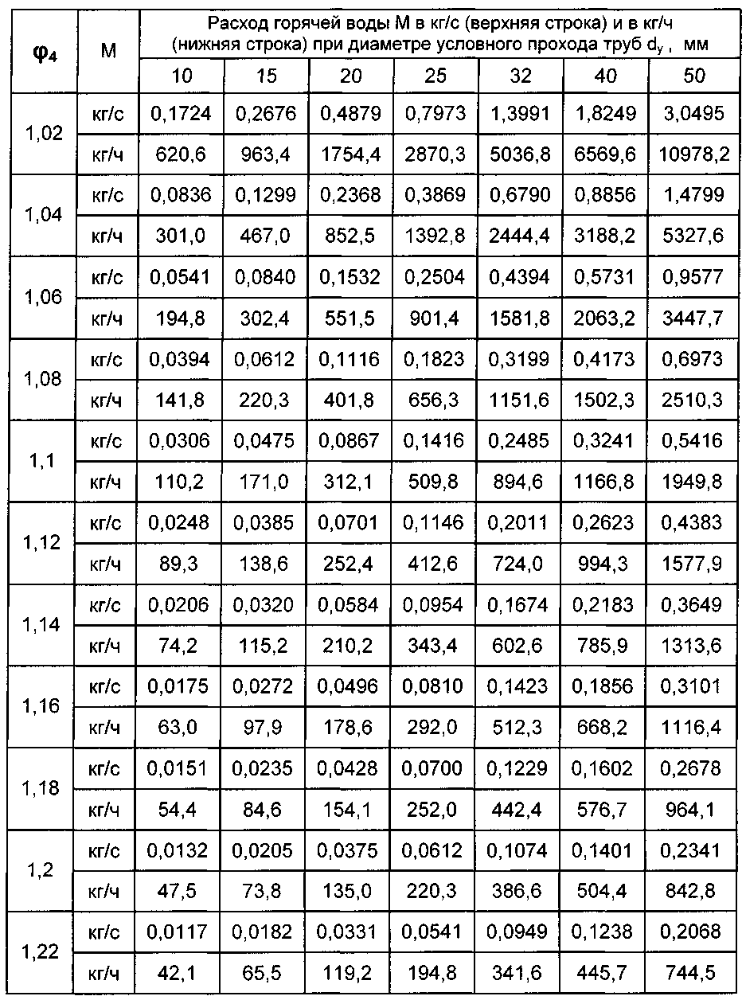 φ₄ М Расход горячей воды М в кг/с (верхняя строка) и в кг/ч
(нижняя строка) при диаметре условного прохода труб dу , мм
10 15 20 25 32 40 50
1,02 кг/с 0,1724 0,2676 0,4879 0,7973 1,3991 1,8249 3,0495
кг/ч 620,6 963,4 1754,4 2870,3 5036,8 6569,6 10978,2
1,04 кг/с 0,0836 0,1299 0,2368 0,3869 0,6790 0,8856 1,4799
кг/ч 301,0 467,0 852,5 1392,8 2444,4 3188,2 5327,6
1,06 кг/с 0,0541 0,0840 0,1532 0,2504 0,4394 0,5731 0,9577
кг/ч 194,8 302,4 551,5 901,4 1581,8 2063,2 3447,7
1,08 кг/с 0,0394 0,0612 0,1116 0,1823 0,3199 0,4173 0,6973
кг/ч 141,8 220,3 401,8 656,3 1151,6 1502,3 2510,3
1,1 кг/с 0,0306 0,0475 0,0867 0,1416 0,2485 0,3241 0,5416
кг/ч 110,2 171,0 312,1 509,8 894,6 1166,8 1949,8
1,12 кг/с 0,0248 0,0385 0,0701 0,1146 0,2011 0,2623 0,4383
кг/ч 89,3 138,6 252,4 412,6 724,0 994,3 1577,9
1,14 кг/с 0,0206 0,0320 0,0584 0,0954 0,1674 0,2183 0,3649
кг/ч 74,2 115,2 210,2 343,4 602,6 785,9 1313,6
1,16 кг/с 0,0175 0,0272 0,0496 0,0810 0,1423 0,1856 0,3101
кг/ч 63,0 97,9 178,6 292,0 512,3 668,2 1116,4
1,18 кг/с 0,0151 0,0235 0,0428 0,0700 0,1229 0,1602 0,2678
кг/ч 54,4 84,6 154,1 252,0 442,4 576,7 964,1
1,2 кг/с 0,0132 0,0205 0,0375 0,0612 0,1074 0,1401 0,2341
кг/ч 47,5 73,8 135,0 220,3 386,6 504,4 842,8
1,22 кг/с 0,0117 0,0182 0,0331 0,0541 0,0949 0,1238 0,2068
кг/ч 42,1 65,5 119,2 194,8 341,6 445,7 744,5